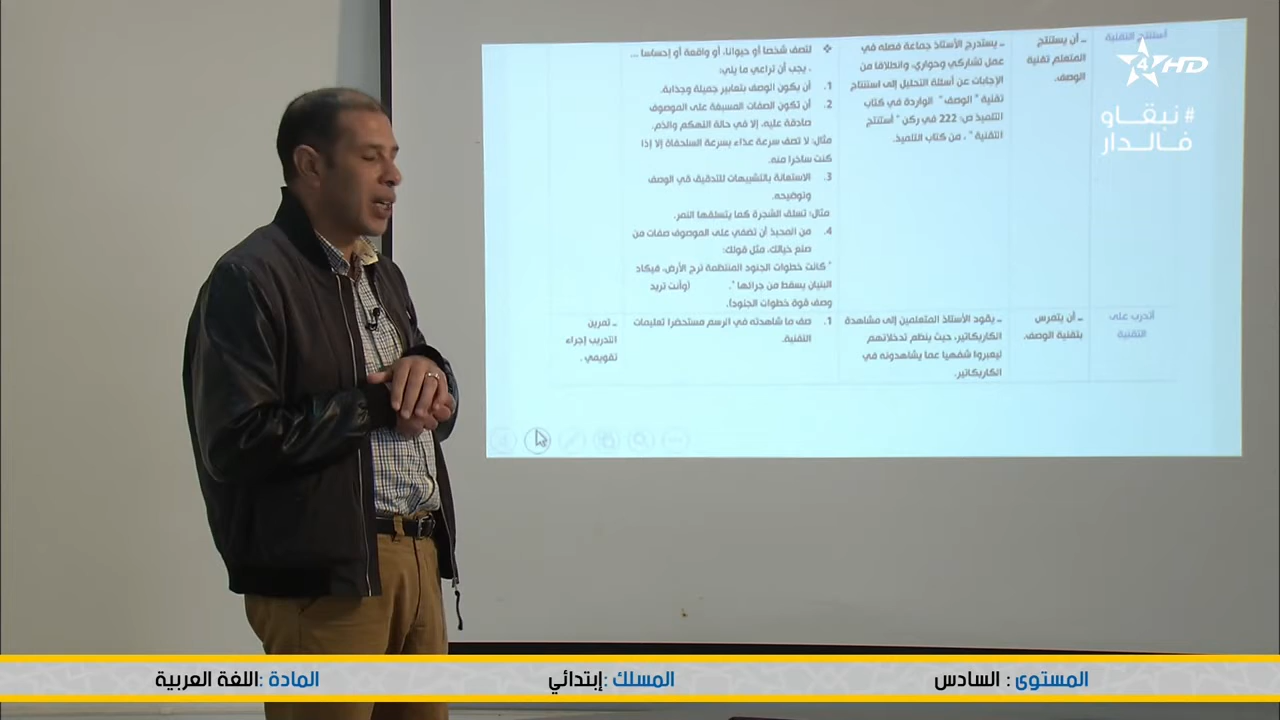 أستنتج التقنية
ــ أن يستنتج
المتعلم تقنية
الوصف.
ــ يستدرج الأستاذ جماعة فصله في
عمل تشاركي وحواري، وانطلاقا من
الإجابات عن أسئلة التحليل إلى استنتاج
تقنية " الوصف " الواردة في كتاب
التلميذ ص: 222 في ركن " أستنتج
التقنية " ، من كتاب التلميذ.
❖ لتصف شخصا أو حيوانا، أو واقعة أو إحساسا ...
، يجب أن تراعي ما يلي:
1. أن يكون الوصف بتعابير جميلة وجذابة.
2. أن تكون الصفات المسبغة على الموصوف
صادقة عليه، إلا في حالة التهكم والذم.
مثال: لا تصف سرعة عداء بسرعة السلحفاة إلا إذا
كنت ساخرا منه.
3. الاستعانة بالتشبيهات للتدقيق في الوصف
وتوضيحه.
مثال: تسلق الشجرة كما يتسلقها النمر.
4. من المحبذ أن تضفي على الموصوف صفات من
صنع خيالك، مثل قولك:
" كانت خطوات الجنود المنتظمة ترج الأرض، فيكاد
البنيان يسقط من جرائها ". (وأنت تريد
وصف قوة خطوات الجنود).
أتدرب على
التقنية
ــ أن يتمرس
بتقنية الوصف.
ــ يقود الأستاذ المتعلمين إلى مشاهدة
الكاريكاتير، حيث ينظم تدخلاتهم
ليعبروا شفهيا عما يشاهدونه في
الكاريكاتير.
1. صف ما شاهدته في الرسم مستحضرا تعليمات
التقنية.
ــ تمرين
التدريب إجراء
تقويمي .
4 HD
# نبقاو
فالدار
المستوى : السادس
المسلك :إبتدائي
المادة :اللغة العربية